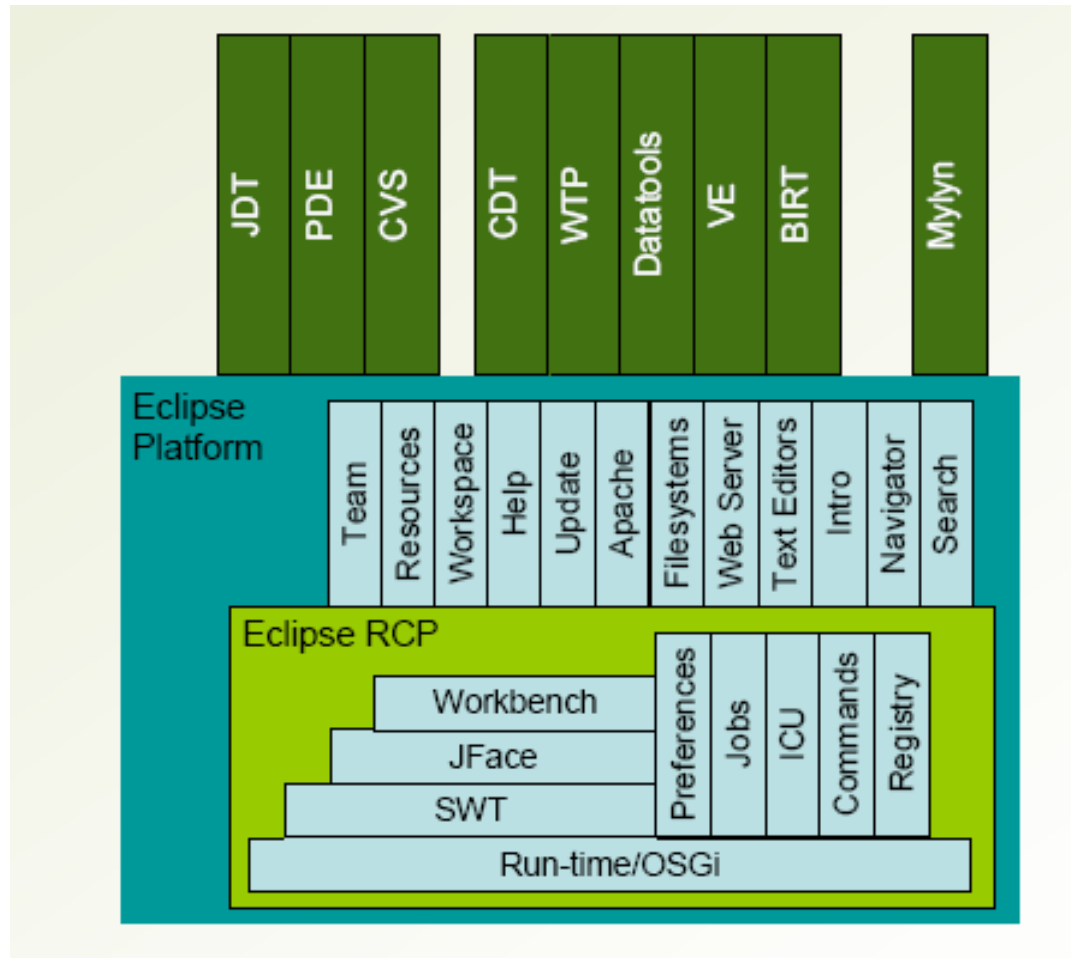 JDT
PDE
CVS
CDT
WTP
Datatools
VE
BIRT
Mylyn
Eclipse
Platform
Team
Resources
Workspace
Help
Update
Apache
Filesystems
Web Server
Text Editors
Intro
Navigator
Search
Eclipse RCP
Workbench
JFace
SWT
Preferences
Jobs
ICU
Commands
Registry
Run-time/OSGi